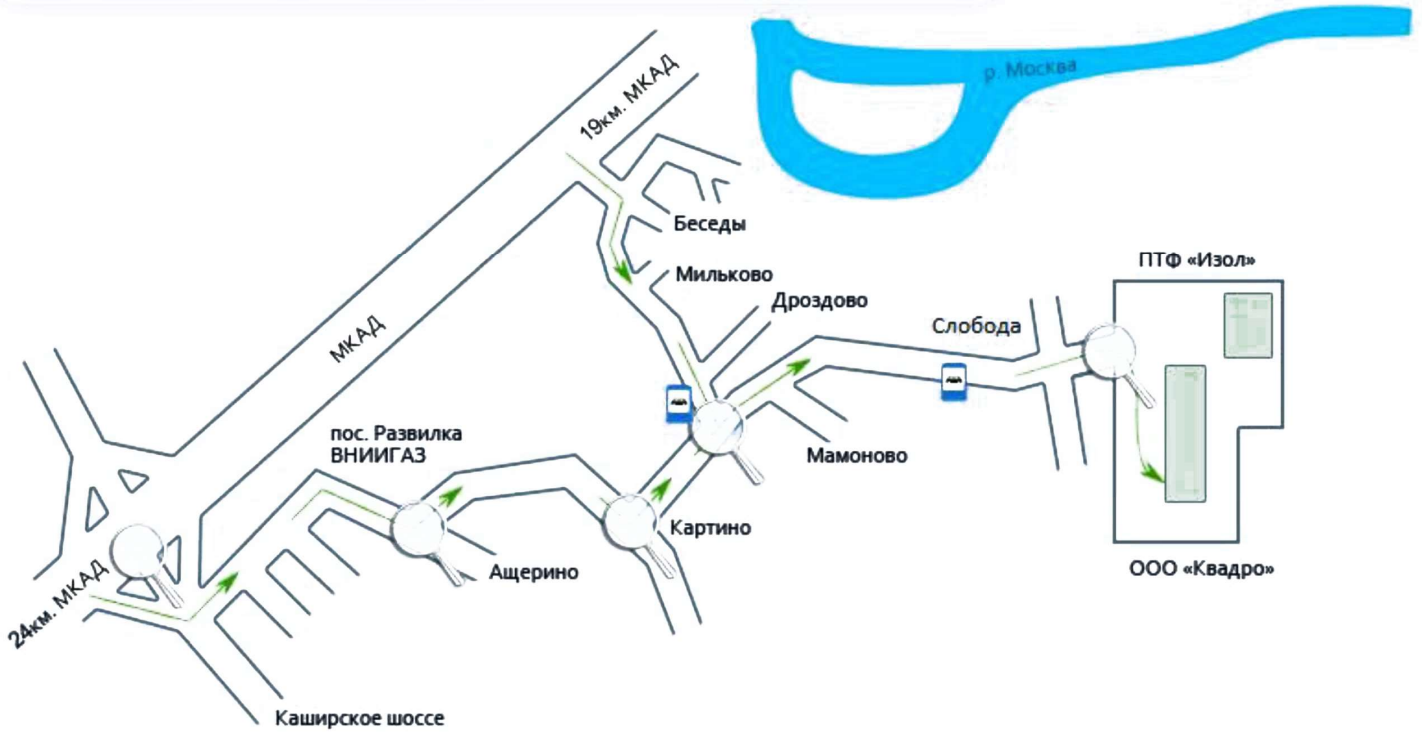 р. Москва
19км. МКАД
Беседы
ПТФ «Изол»
Мильково
Дроздово
Слобода
МКАД
пос. Развилка
ВНИИГАЗ
Мамоново
Картино
Ащерино
ООО «Квадро»
24км. МКАД
Каширское шоссе